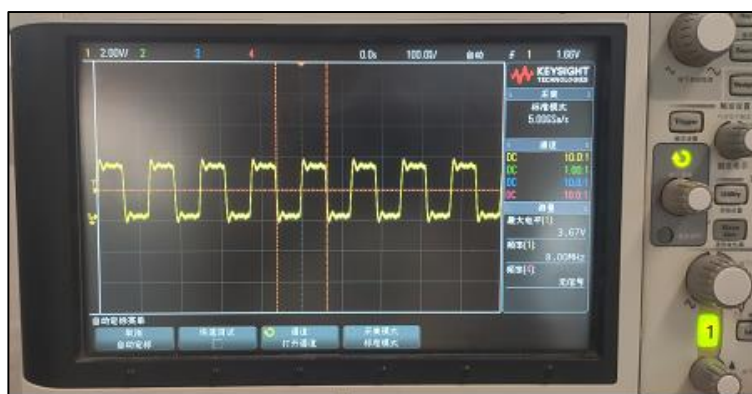 1 2.00V/ 2 3 4 0.0s 100.0V/ 自动 1 1.66V
KEYSIGHT
TECHNOLOGIES
采集
标准模式
5.00GSa/s
通道
DC 10.0:1
DC 1.00:1
DC 10.0:1
DC 10.0:1
测量
最大电平(1):
3.67V
频率(1):
8.00MHz
频率(4):
无信号
自动定标菜单
取消 快速调试 通道 采集模式
自动定标 打开通道 标准模式
Trigger
Utility
1